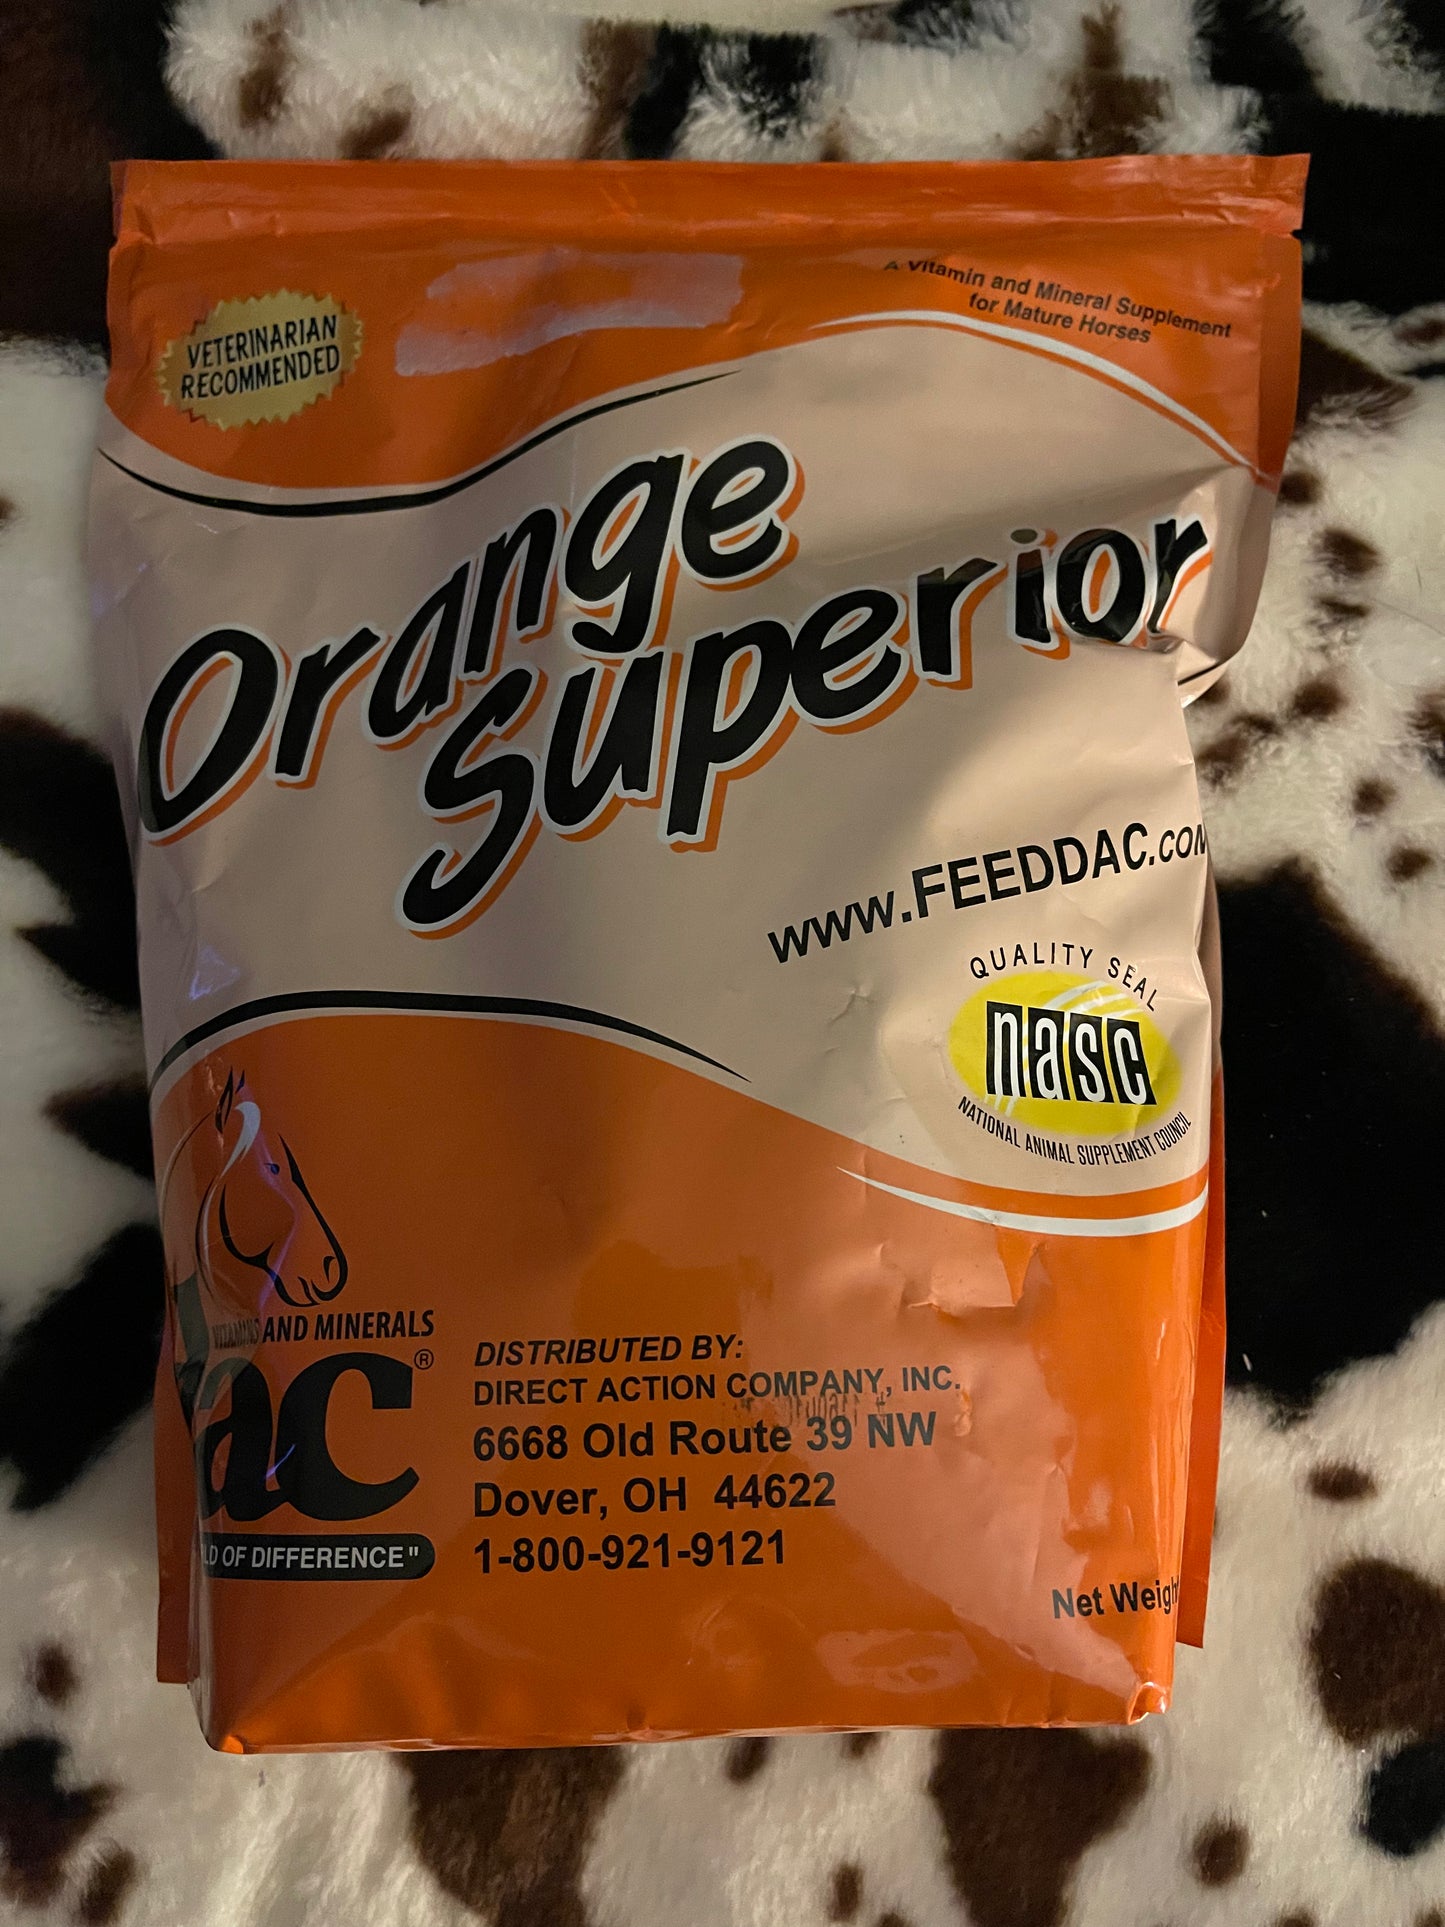 A Vitamin and Mineral Supplement
for Mature Horses
VETERINARIAN
RECOMMENDED
Orange
Superior
www.FEEDDAC.COM
QUALITY SEAL
nasc
NATIONAL ANIMAL SUPPLEMENT COUNCIL
VITAMINS AND MINERALS
ac®
LD OF DIFFERENCE"
DISTRIBUTED BY:
DIRECT ACTION COMPANY, INC.
6668 Old Route 39 NW
Dover, OH 44622
1-800-921-9121
Net Weigh